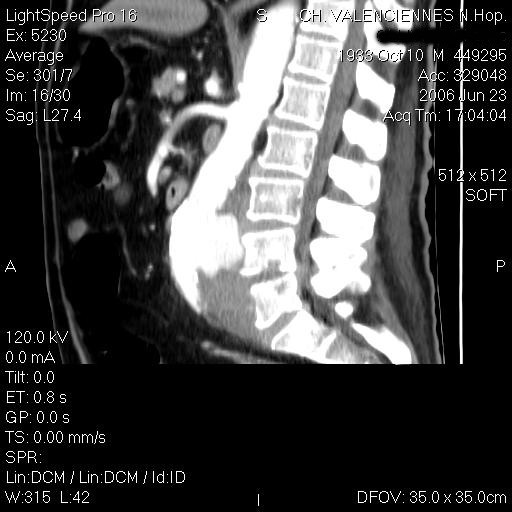 LightSpeed Pro 16 S CH. VALENCIENNES N.Hop.
Ex: 5230
Average 1933 Oct 10 M 449295
Se: 301/7 Acc: 329048
Im: 16/30 2006 Jun 23
Sag: L27.4 Acq Tm: 17:04:04
512 x 512
SOFT
A P
120.0 kV
0.0 mA
Tilt: 0.0
ET: 0.8 s
GP: 0.0 s
TS: 0.00 mm/s
SPR:
Lin:DCM / Lin:DCM / Id:ID
W:315 L:42 I DFOV: 35.0 x 35.0cm